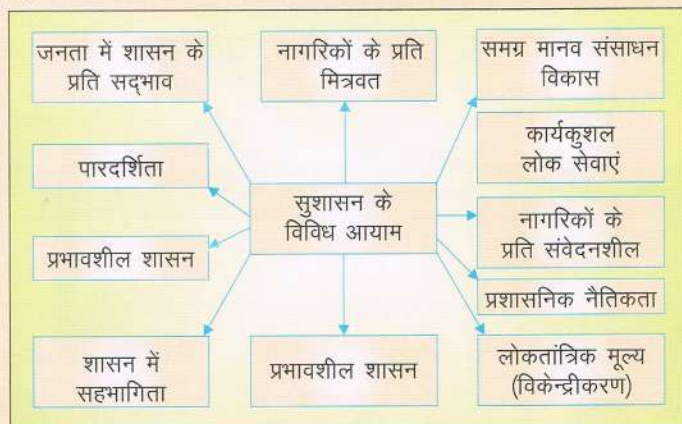 जनता में शासन के
प्रति सद्भाव
नागरिकों के प्रति
मित्रवत
समग्र मानव संसाधन
विकास
कार्यकुशल
लोक सेवाएं
पारदर्शिता
सुशासन के
विविध आयाम
नागरिकों के
प्रति संवेदनशील
प्रभावशील शासन
प्रशासनिक नैतिकता
शासन में
सहभागिता
प्रभावशील शासन
लोकतांत्रिक मूल्य
(विकेन्द्रीकरण)